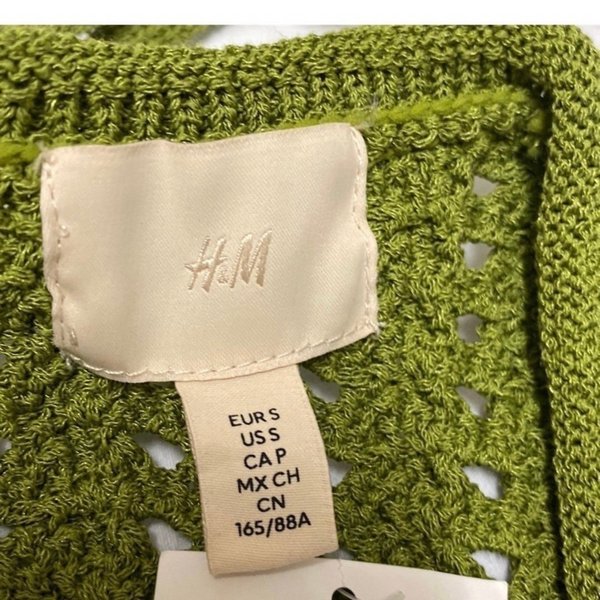 H&M
EUR S
US S
CA P
MX CH
CN
165/88A